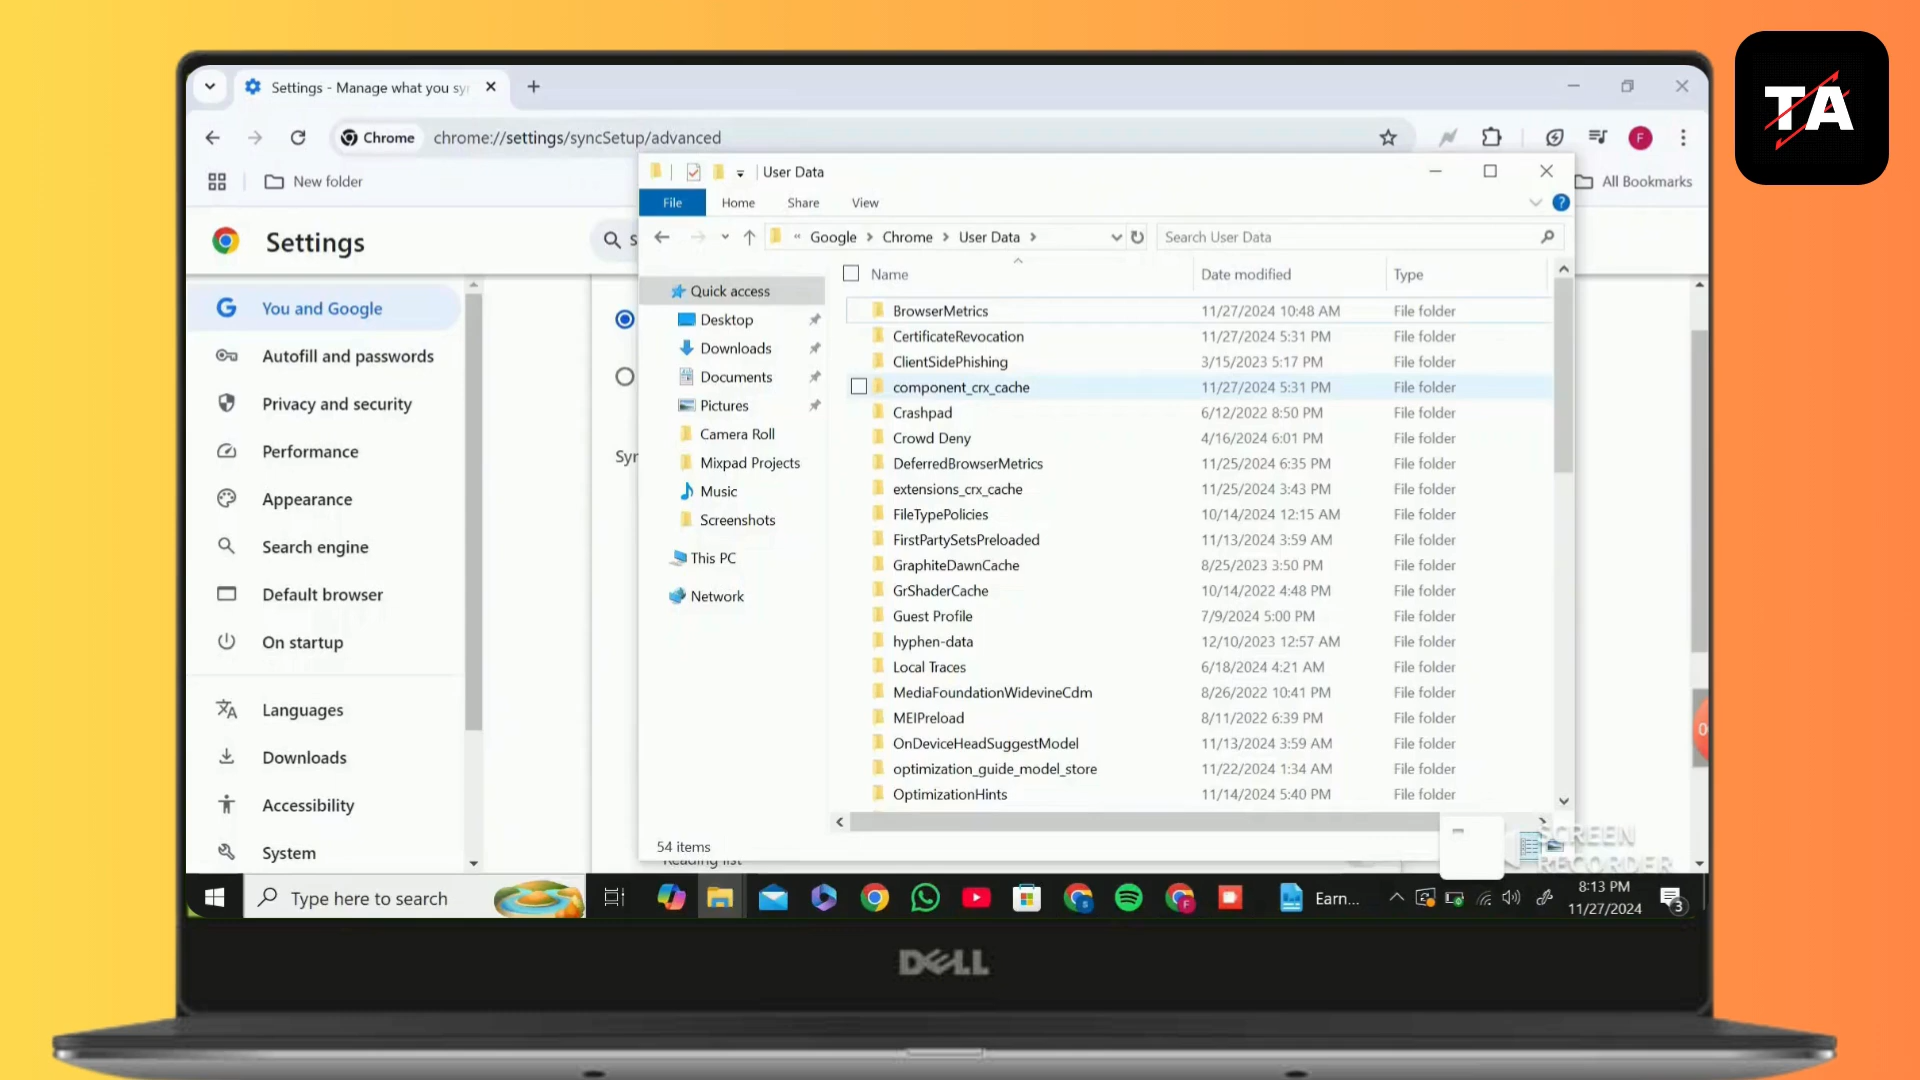 TA
Settings - Manage what you syn
Chrome
chrome://settings/syncSetup/advanced
New folder
All Bookmarks
Settings
You and Google
Autofill and passwords
Privacy and security
Performance
Appearance
Search engine
Default browser
On startup
Languages
Downloads
Accessibility
System
S
Syn
User Data
File Home Share View
« Google > Chrome > User Data >
Search User Data
Quick access
Desktop
Downloads
Documents
Pictures
Camera Roll
Mixpad Projects
Music
Screenshots
This PC
Network
Name Date modified Type
BrowserMetrics 11/27/2024 10:48 AM File folder
CertificateRevocation 11/27/2024 5:31 PM File folder
ClientSidePhishing 3/15/2023 5:17 PM File folder
component_crx_cache 11/27/2024 5:31 PM File folder
Crashpad 6/12/2022 8:50 PM File folder
Crowd Deny 4/16/2024 6:01 PM File folder
DeferredBrowserMetrics 11/25/2024 6:35 PM File folder
extensions_crx_cache 11/25/2024 3:43 PM File folder
FileTypePolicies 10/14/2024 12:15 AM File folder
FirstPartySetsPreloaded 11/13/2024 3:59 AM File folder
GraphiteDawnCache 8/25/2023 3:50 PM File folder
GrShaderCache 10/14/2022 4:48 PM File folder
Guest Profile 7/9/2024 5:00 PM File folder
hyphen-data 12/10/2023 12:57 AM File folder
Local Traces 6/18/2024 4:21 AM File folder
MediaFoundationWidevineCdm 8/26/2022 10:41 PM File folder
MEIPreload 8/11/2022 6:39 PM File folder
OnDeviceHeadSuggestModel 11/13/2024 3:59 AM File folder
optimization_guide_model_store 11/22/2024 1:34 AM File folder
OptimizationHints 11/14/2024 5:40 PM File folder
54 items
Reading list
SCREEN
RECORDER
Type here to search
Earn...
8:13 PM
11/27/2024
3
DELL